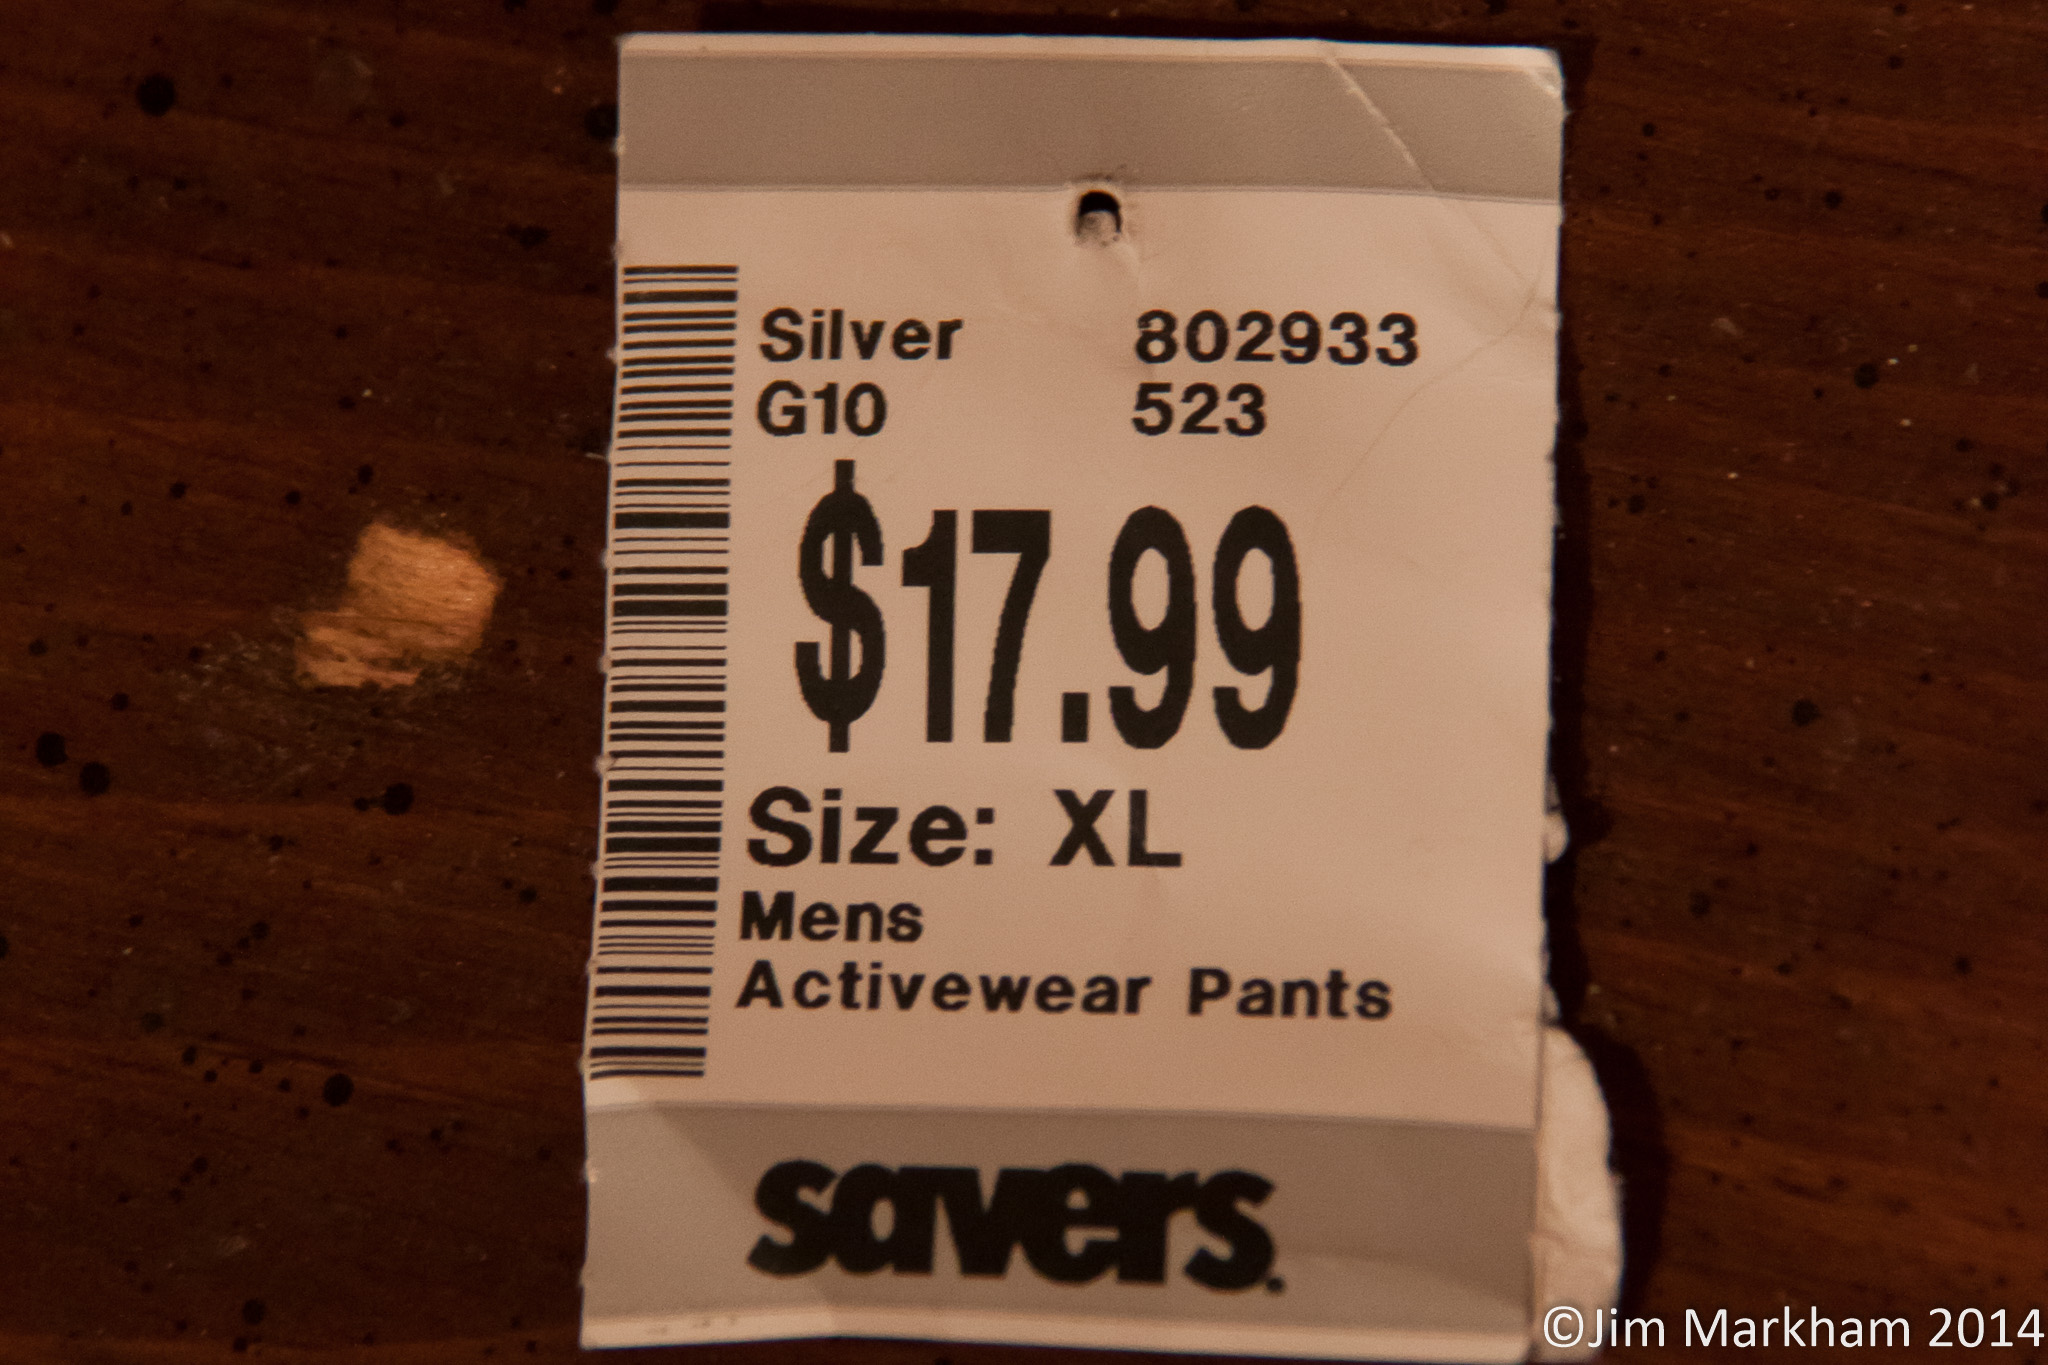 Silver 802933
G10 523
$17.99
Size: XL
Mens
Activewear Pants
savers.
©Jim Markham 2014